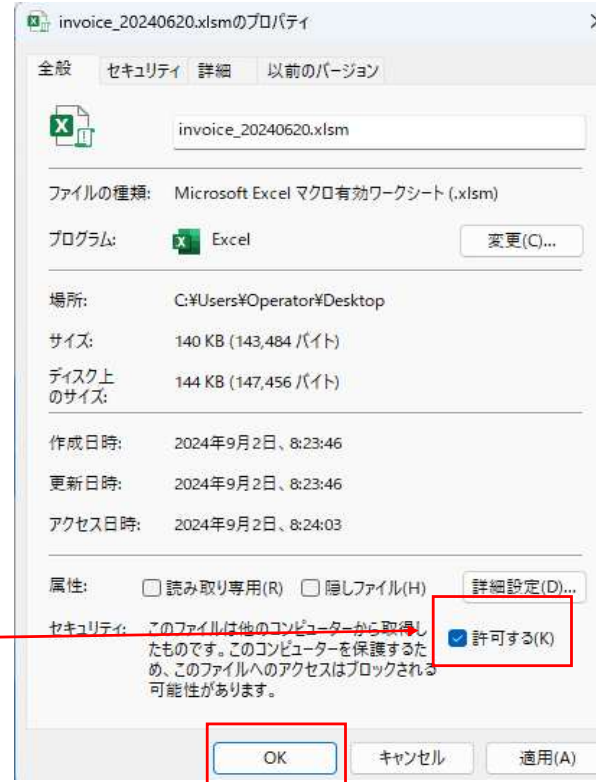 invoice_20240620.xlsmのプロパティ
全般 セキュリティ 詳細 以前のバージョン
invoice_20240620.xlsm
ファイルの種類: Microsoft Excel マクロ有効ワークシート (.xlsm)
プログラム: Excel 変更(C)...
場所: C:¥Users¥Operator¥Desktop
サイズ: 140 KB (143,484 バイト)
ディスク上
のサイズ: 144 KB (147,456 バイト)
作成日時: 2024年9月2日、8:23:46
更新日時: 2024年9月2日、8:23:46
アクセス日時: 2024年9月2日、8:24:03
属性: 読み取り専用(R) 隠しファイル(H) 詳細設定(D)...
セキュリティ: このファイルは他のコンピューターから取得し
たものです。このコンピューターを保護するた
め、このファイルへのアクセスはブロックされる
可能性があります。
許可する(K)
OK キャンセル 適用(A)